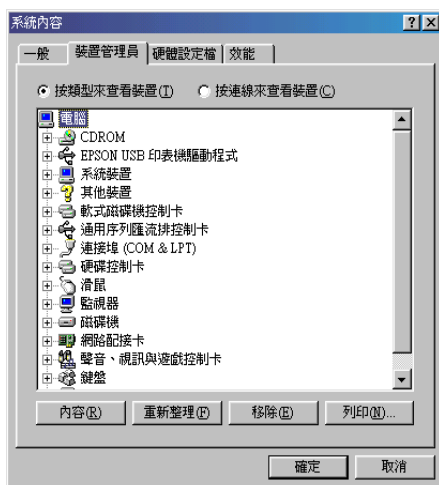 系統內容
一般 裝置管理員 硬體設定檔 效能
按類型來查看裝置(I) 按連線來查看裝置(C)
電腦
CDROM
EPSON USB 印表機驅動程式
系統裝置
其他裝置
軟式磁碟機控制卡
通用序列匯流排控制卡
連接埠 (COM & LPT)
硬碟控制卡
滑鼠
監視器
磁碟機
網路配接卡
聲音、視訊與遊戲控制卡
鍵盤
內容(R) 重新整理(F) 移除(E) 列印(N)...
確定 取消